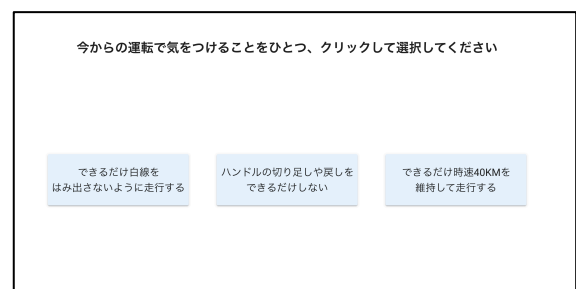 今からの運転で気をつけることをひとつ、クリックして選択してください
できるだけ白線を
はみ出さないように走行する
ハンドルの切り足しや戻しを
できるだけしない
できるだけ時速40KMを
維持して走行する